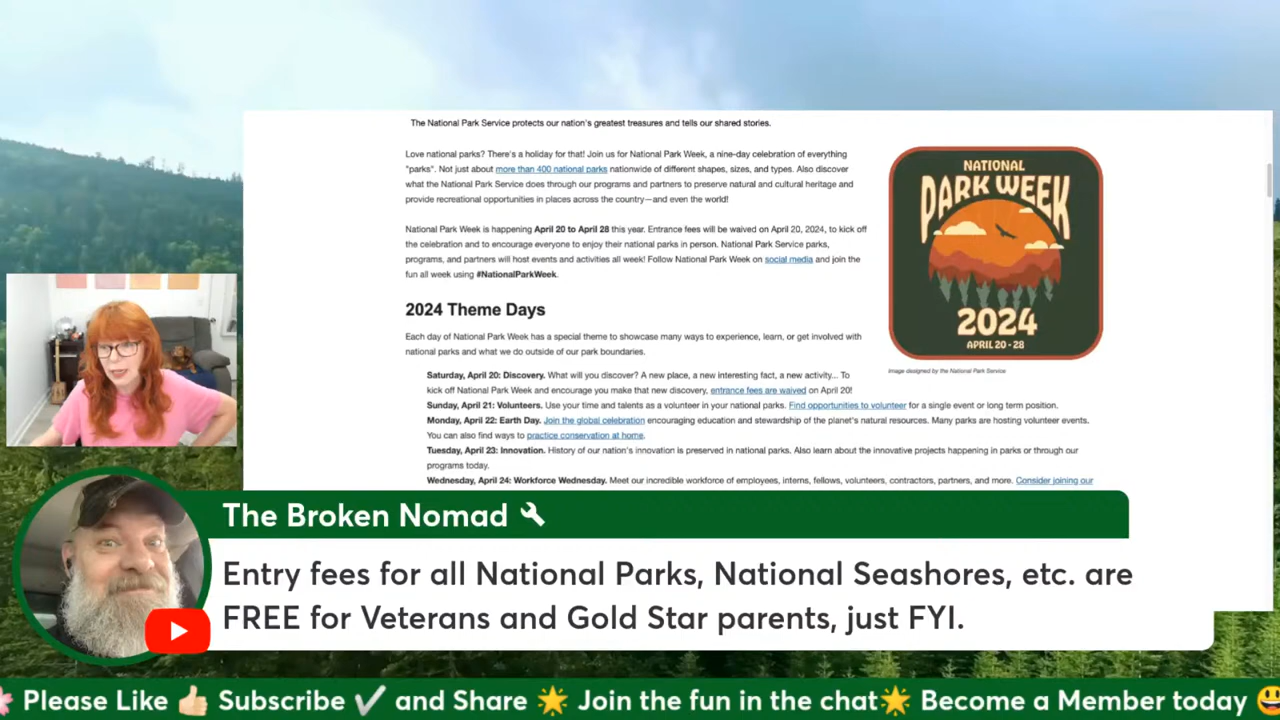 The National Park Service protects our nation's greatest treasures and tells our shared stories.
Love national parks? There's a holiday for that! Join us for National Park Week, a nine-day celebration of everything
"parks". Not just about more than 400 national parks nationwide of different shapes, sizes, and types. Also discover
what the National Park Service does through our programs and partners to preserve natural and cultural heritage and
provide recreational opportunities in places across the country—and even the world!
National Park Week is happening April 20 to April 28 this year. Entrance fees will be waived on April 20, 2024, to kick off
the celebration and to encourage everyone to enjoy their national parks in person. National Park Service parks,
programs, and partners will host events and activities all week! Follow National Park Week on social media and join the
fun all week using #NationalParkWeek.
NATIONAL
PARK WEEK
2024
APRIL 20 - 28
Image designed by the National Park Service
2024 Theme Days
Each day of National Park Week has a special theme to showcase many ways to experience, learn, or get involved with
national parks and what we do outside of our park boundaries.
Saturday, April 20: Discovery. What will you discover? A new place, a new interesting fact, a new activity... To
kick off National Park Week and encourage you make that new discovery, entrance fees are waived on April 20!
Sunday, April 21: Volunteers. Use your time and talents as a volunteer in your national parks. Find opportunities to volunteer for a single event or long term position.
Monday, April 22: Earth Day. Join the global celebration encouraging education and stewardship of the planet's natural resources. Many parks are hosting volunteer events.
You can also find ways to practice conservation at home.
Tuesday, April 23: Innovation. History of our nation's innovation is preserved in national parks. Also learn about the innovative projects happening in parks or through our
programs today.
Wednesday, April 24: Workforce Wednesday. Meet our incredible workforce of employees, interns, fellows, volunteers, contractors, partners, and more. Consider joining our
The Broken Nomad 🔧
Entry fees for all National Parks, National Seashores, etc. are
FREE for Veterans and Gold Star parents, just FYI.
🌸 Please Like 👍🏼 Subscribe ✔️ and Share 🌟 Join the fun in the chat🌟 Become a Member today 😃